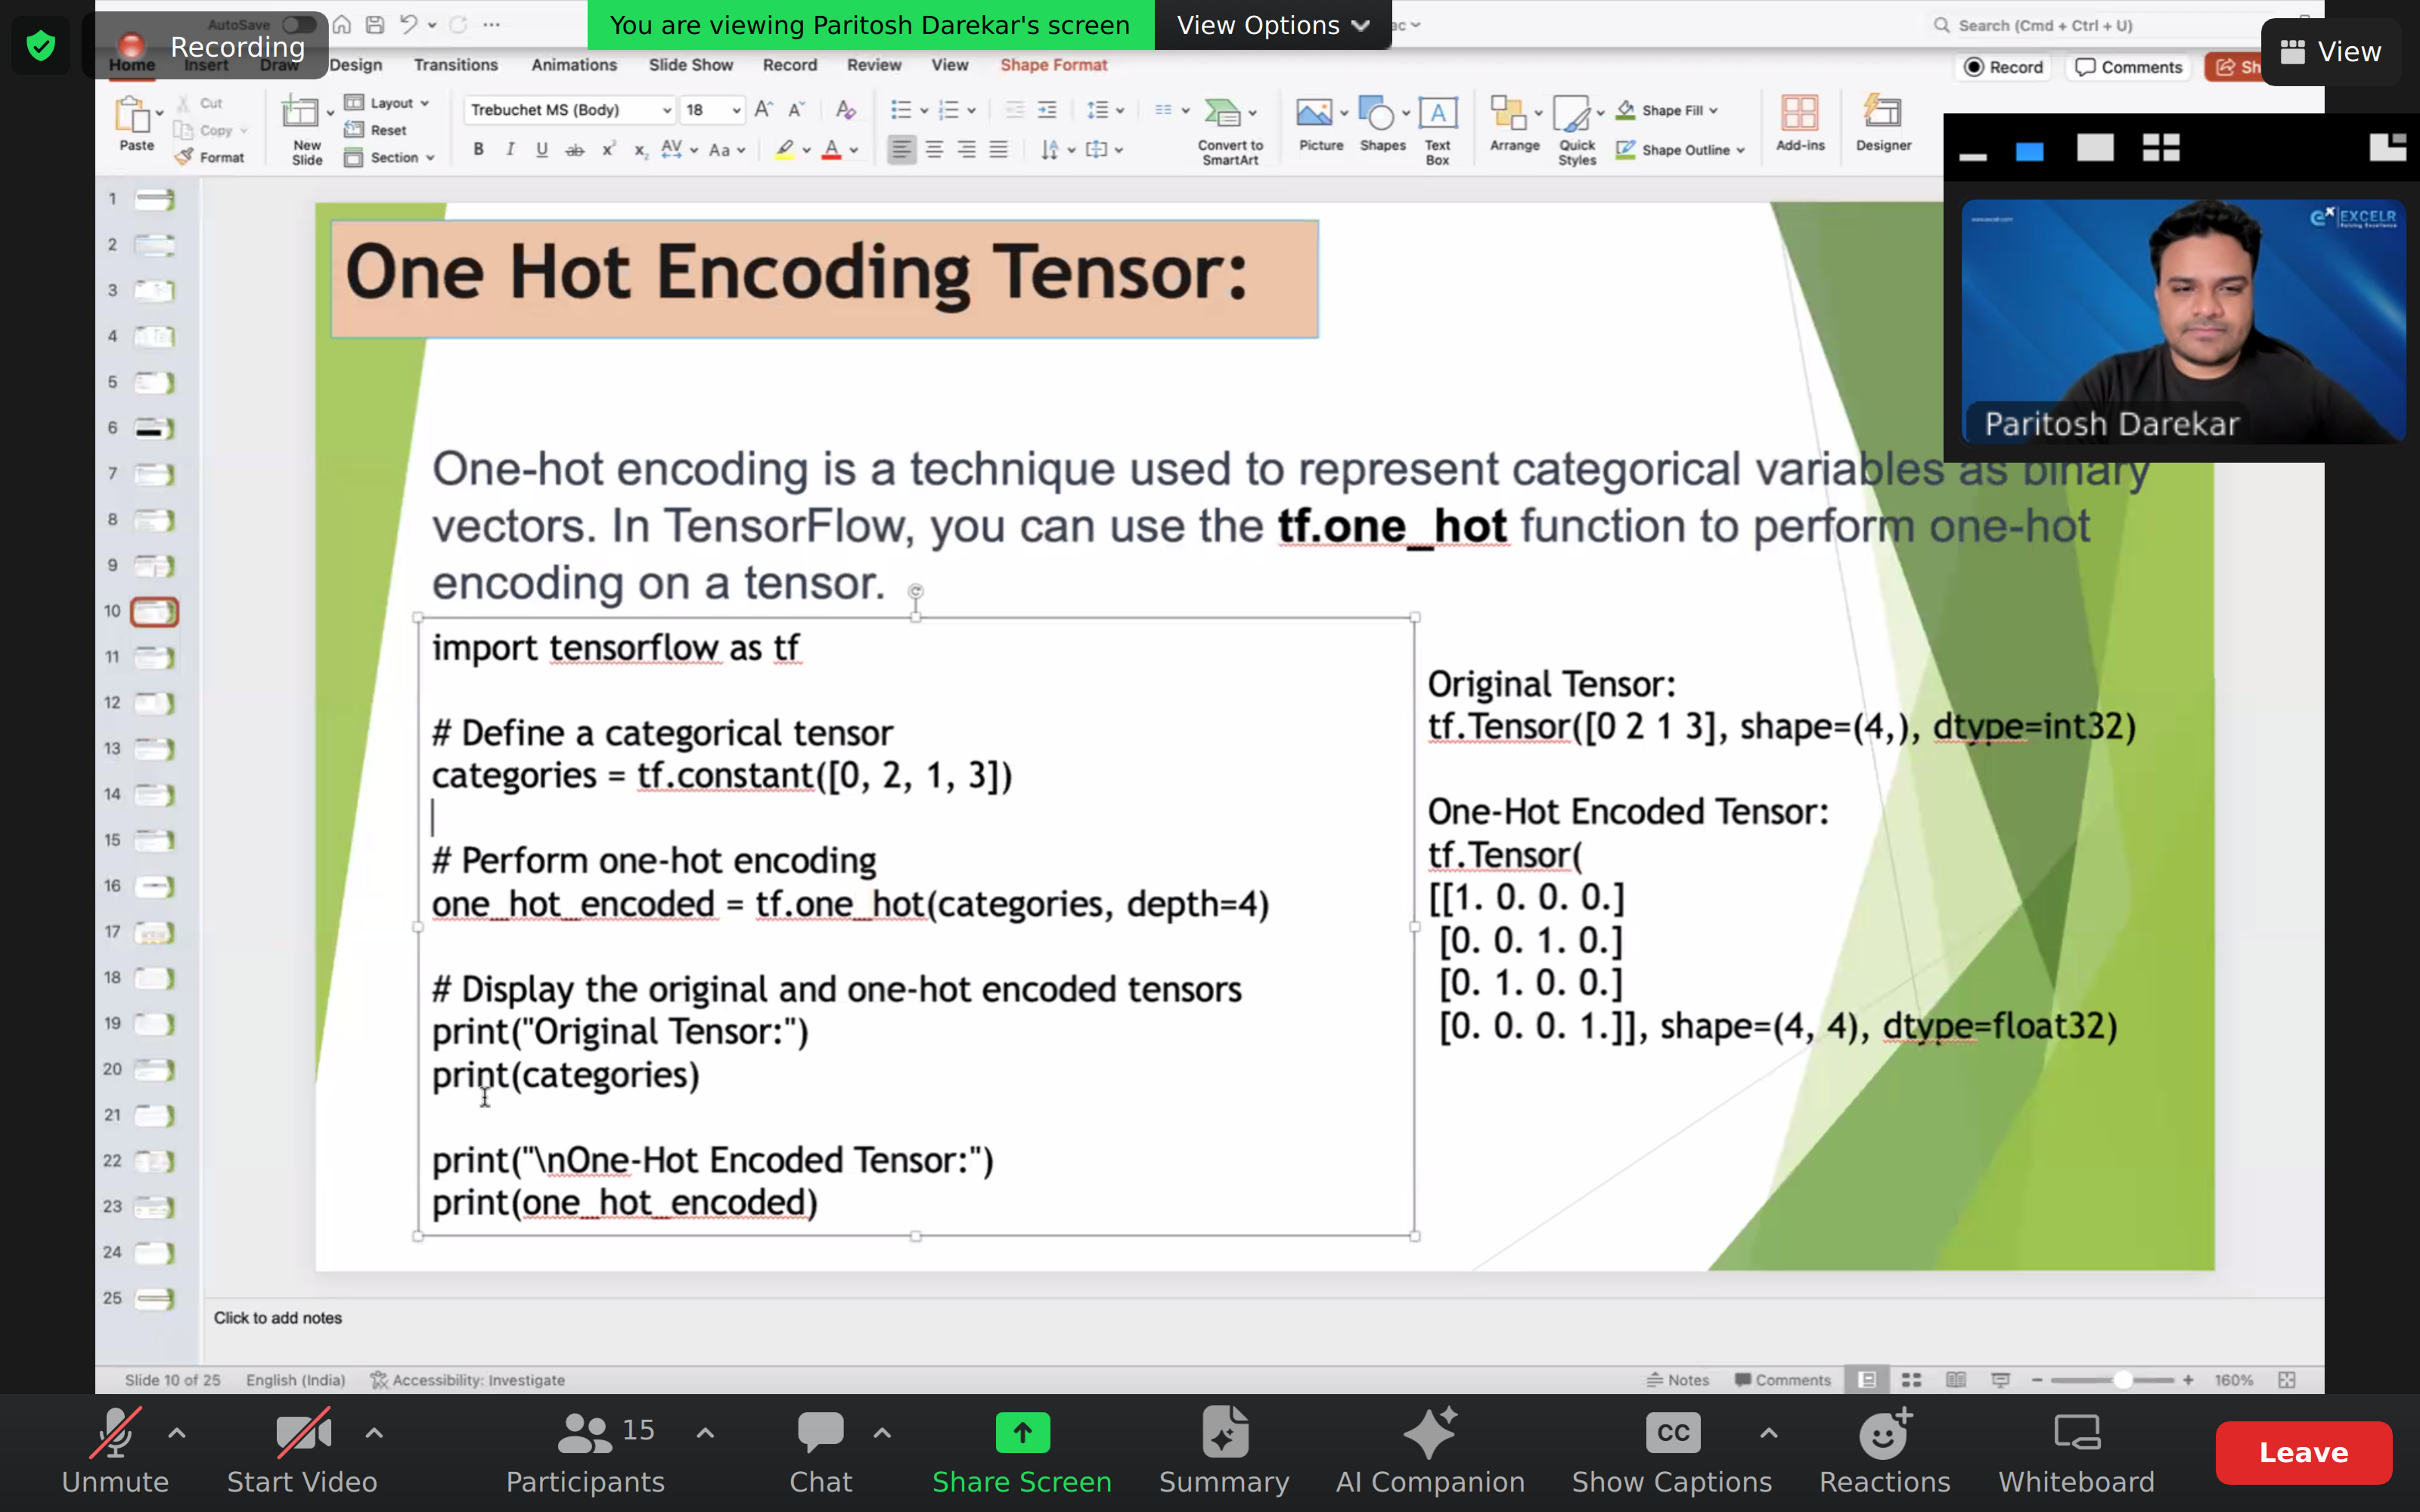 AutoSave
Recording
You are viewing Paritosh Darekar's screen
View Options
Search (Cmd + Ctrl + U)
View
Home Insert Draw Design Transitions Animations Slide Show Record Review View Shape Format
Record Comments
Paste
Cut
Copy
Format
New Slide
Layout
Reset
Section
Trebuchet MS (Body) 18
Convert to SmartArt
Picture
Shapes
Text Box
Arrange
Quick Styles
Shape Fill
Shape Outline
Add-ins
Designer
EXCELR
Raising Excellence
Paritosh Darekar
1
2
3
4
5
6
7
8
9
10
11
12
13
14
15
16
17
18
19
20
21
22
23
24
25
One Hot Encoding Tensor:
One-hot encoding is a technique used to represent categorical variables as binary
vectors. In TensorFlow, you can use the tf.one_hot function to perform one-hot
encoding on a tensor.
import tensorflow as tf
# Define a categorical tensor
categories = tf.constant([0, 2, 1, 3])
# Perform one-hot encoding
one_hot_encoded = tf.one_hot(categories, depth=4)
# Display the original and one-hot encoded tensors
print("Original Tensor:")
print(categories)
print("\nOne-Hot Encoded Tensor:")
print(one_hot_encoded)
Original Tensor:
tf.Tensor([0 2 1 3], shape=(4,), dtype=int32)
One-Hot Encoded Tensor:
tf.Tensor(
[[1. 0. 0. 0.]
[0. 0. 1. 0.]
[0. 1. 0. 0.]
[0. 0. 0. 1.]], shape=(4, 4), dtype=float32)
Click to add notes
Slide 10 of 25 English (India) Accessibility: Investigate
Notes Comments 160%
Unmute
Start Video
15
Participants
Chat
Share Screen
Summary
AI Companion
CC
Show Captions
Reactions
Whiteboard
Leave